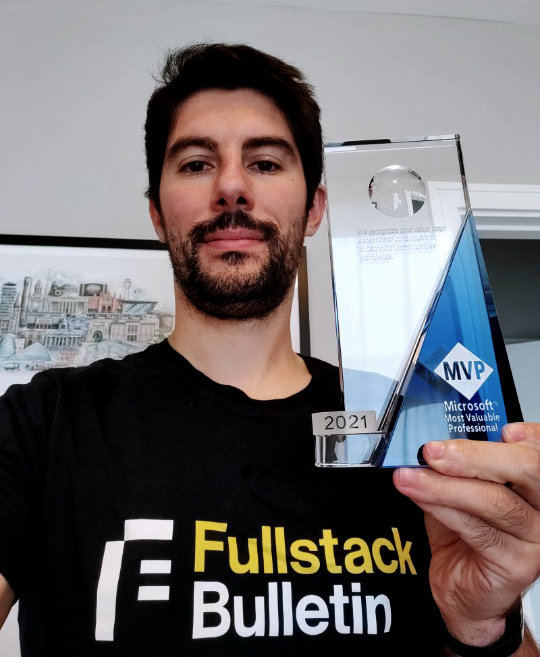 We recognize and value your
exceptional contributions
to technical communities
worldwide.
MVP
Microsoft
Most Valuable
Professional
2021
Fullstack
Bulletin